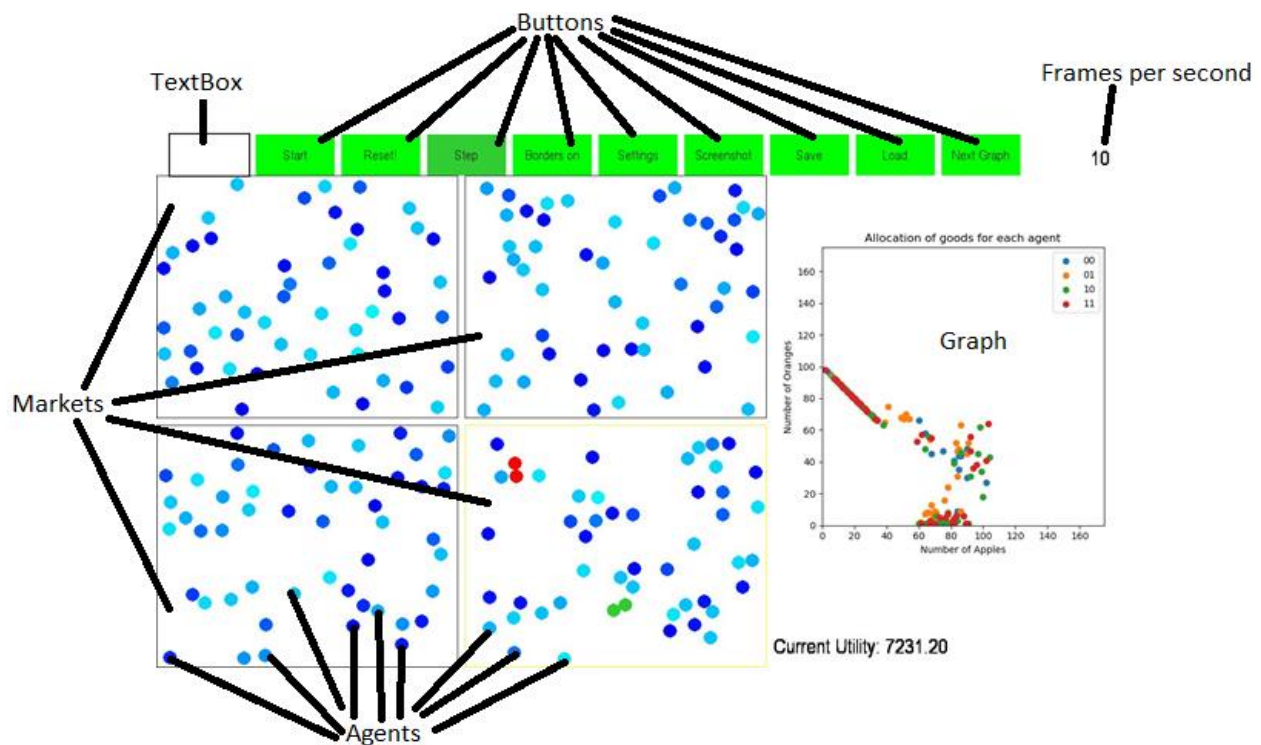 Buttons
TextBox
Frames per second
Start
Reset!
Step
Borders on
Settings
Screenshot
Save
Load
Next Graph
10
Allocation of goods for each agent
00
01
10
11
Graph
Number of Oranges
160
140
120
100
80
60
40
20
0
0 20 40 60 80 100 120 140 160
Number of Apples
Markets
Current Utility: 7231.20
Agents